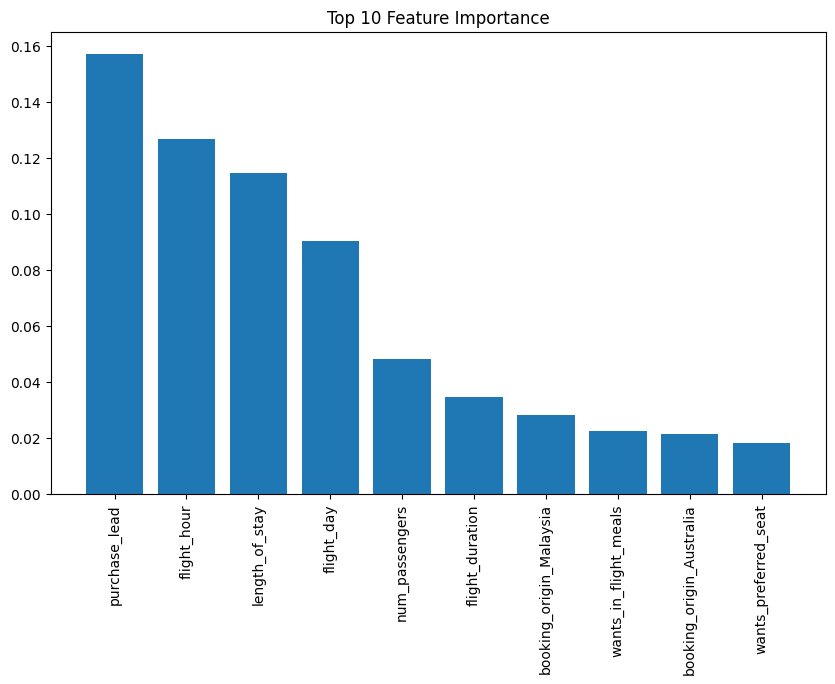 Top 10 Feature Importance
0.16
0.14
0.12
0.10
0.08
0.06
0.04
0.02
0.00
purchase_lead
flight_hour
length_of_stay
flight_day
num_passengers
flight_duration
booking_origin_Malaysia
wants_in_flight_meals
booking_origin_Australia
wants_preferred_seat